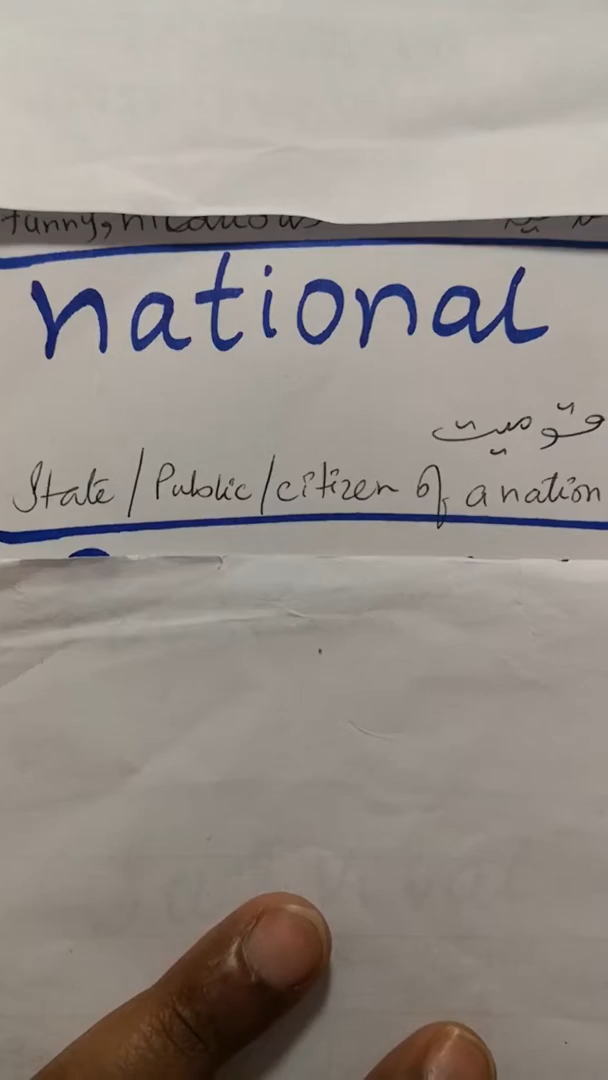 funny, hilarious
national
قومیت
State / Public / citizen of a nation